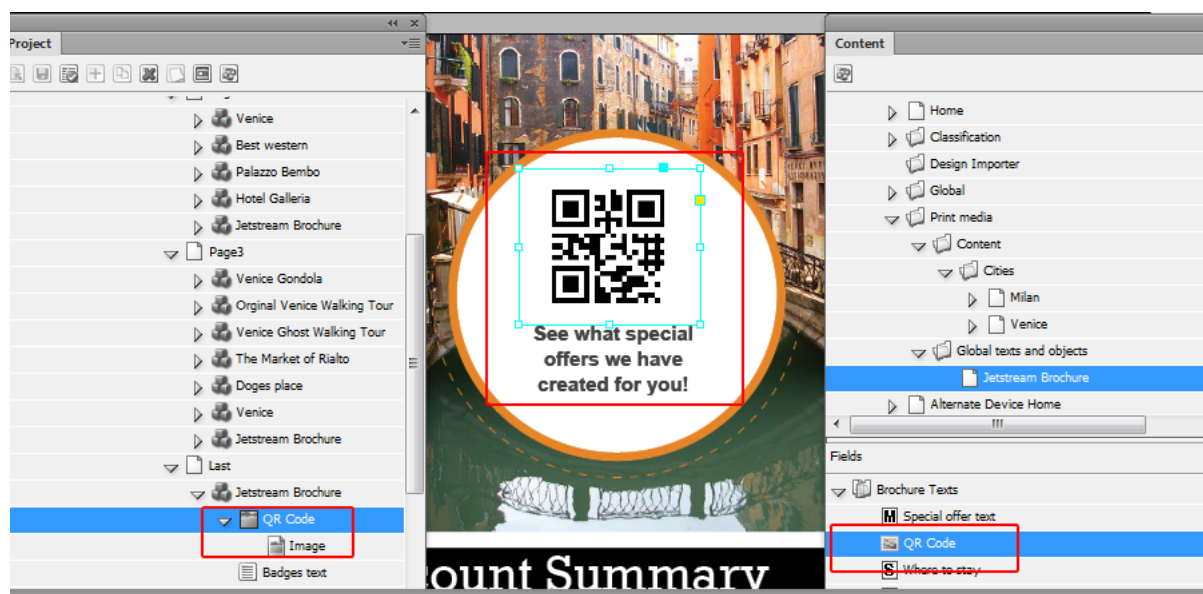 Project
Venice
Best western
Palazzo Bembo
Hotel Galleria
Jetstream Brochure
Page3
Venice Gondola
Orginal Venice Walking Tour
Venice Ghost Walking Tour
The Market of Rialto
Doges place
Venice
Jetstream Brochure
Last
Jetstream Brochure
QR Code
Image
Badges text
See what special
offers we have
created for you!
ount Summary
Content
Home
Classification
Design Importer
Global
Print media
Content
Cities
Milan
Venice
Global texts and objects
Jetstream Brochure
Alternate Device Home
Fields
Brochure Texts
M Special offer text
QR Code
S Where to stay